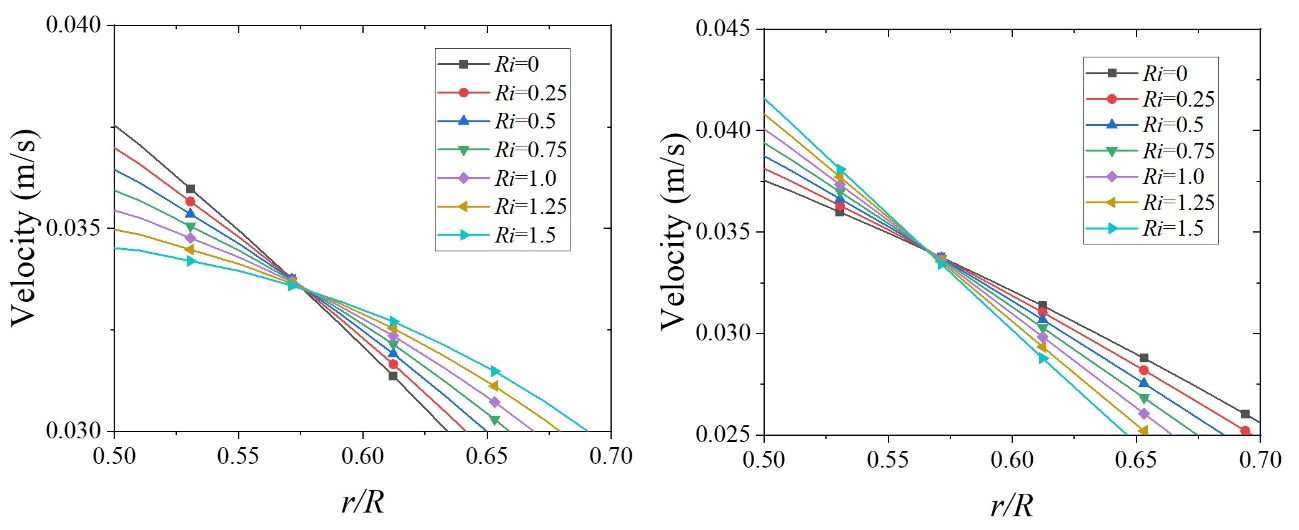 0.040
0.035
0.030
Velocity (m/s)
Ri=0
Ri=0.25
Ri=0.5
Ri=0.75
Ri=1.0
Ri=1.25
Ri=1.5
0.50 0.55 0.60 0.65 0.70
r/R
0.045
0.040
0.035
0.030
0.025
Velocity (m/s)
Ri=0
Ri=0.25
Ri=0.5
Ri=0.75
Ri=1.0
Ri=1.25
Ri=1.5
0.50 0.55 0.60 0.65 0.70
r/R